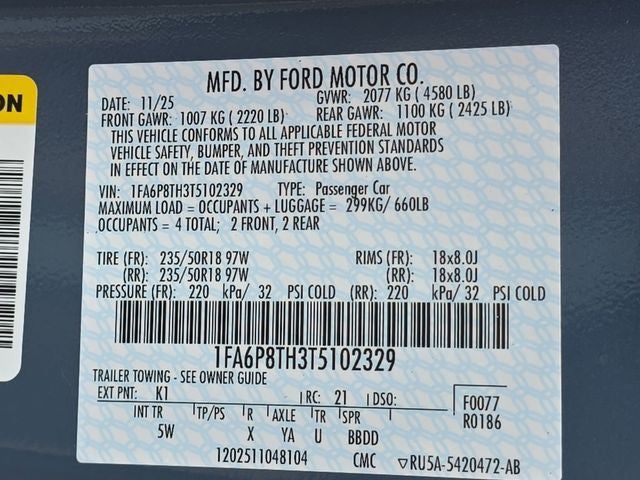 ON
MFD. BY FORD MOTOR CO.
DATE: 11/25 GVWR: 2077 KG ( 4580 LB)
FRONT GAWR: 1007 KG ( 2220 LB) REAR GAWR: 1100 KG ( 2425 LB)
THIS VEHICLE CONFORMS TO ALL APPLICABLE FEDERAL MOTOR
VEHICLE SAFETY, BUMPER, AND THEFT PREVENTION STANDARDS
IN EFFECT ON THE DATE OF MANUFACTURE SHOWN ABOVE.
VIN: 1FA6P8TH3T5102329 TYPE: Passenger Car
MAXIMUM LOAD = OCCUPANTS + LUGGAGE = 299KG/ 660LB
OCCUPANTS = 4 TOTAL; 2 FRONT, 2 REAR
TIRE (FR): 235/50R18 97W RIMS (FR): 18x8.0J
(RR): 235/50R18 97W (RR): 18x8.0J
PRESSURE (FR): 220 kPa/ 32 PSI COLD (RR): 220 kPa/ 32 PSI COLD
1FA6P8TH3T5102329
TRAILER TOWING - SEE OWNER GUIDE
EXT PNT: K1 RC: 21 DSO: F0077
INT TR TP/PS R AXLE TR SPR R0186
5W X YA U BBDD
1202511048104 CMC ▽RU5A-5420472-AB